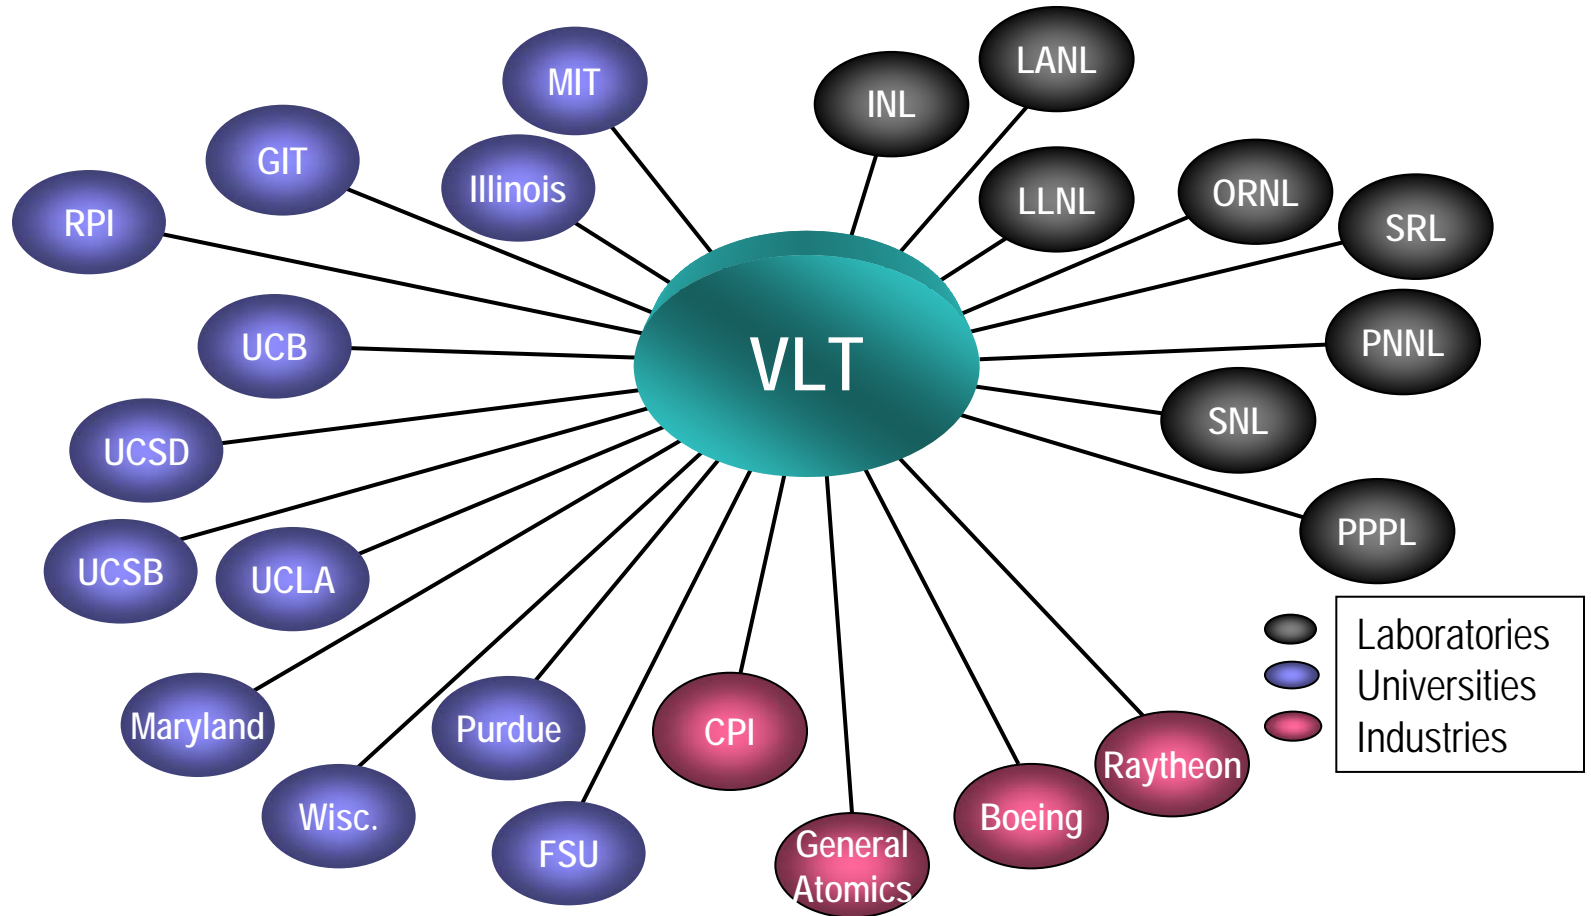 MIT
LANL
INL
GIT
Illinois
LLNL
ORNL
RPI
SRL
UCB
VLT
PNNL
UCSD
SNL
UCSB
UCLA
PPPL
Laboratories
Universities
Industries
Maryland
Purdue
CPI
Raytheon
Wisc.
Boeing
FSU
General
Atomics